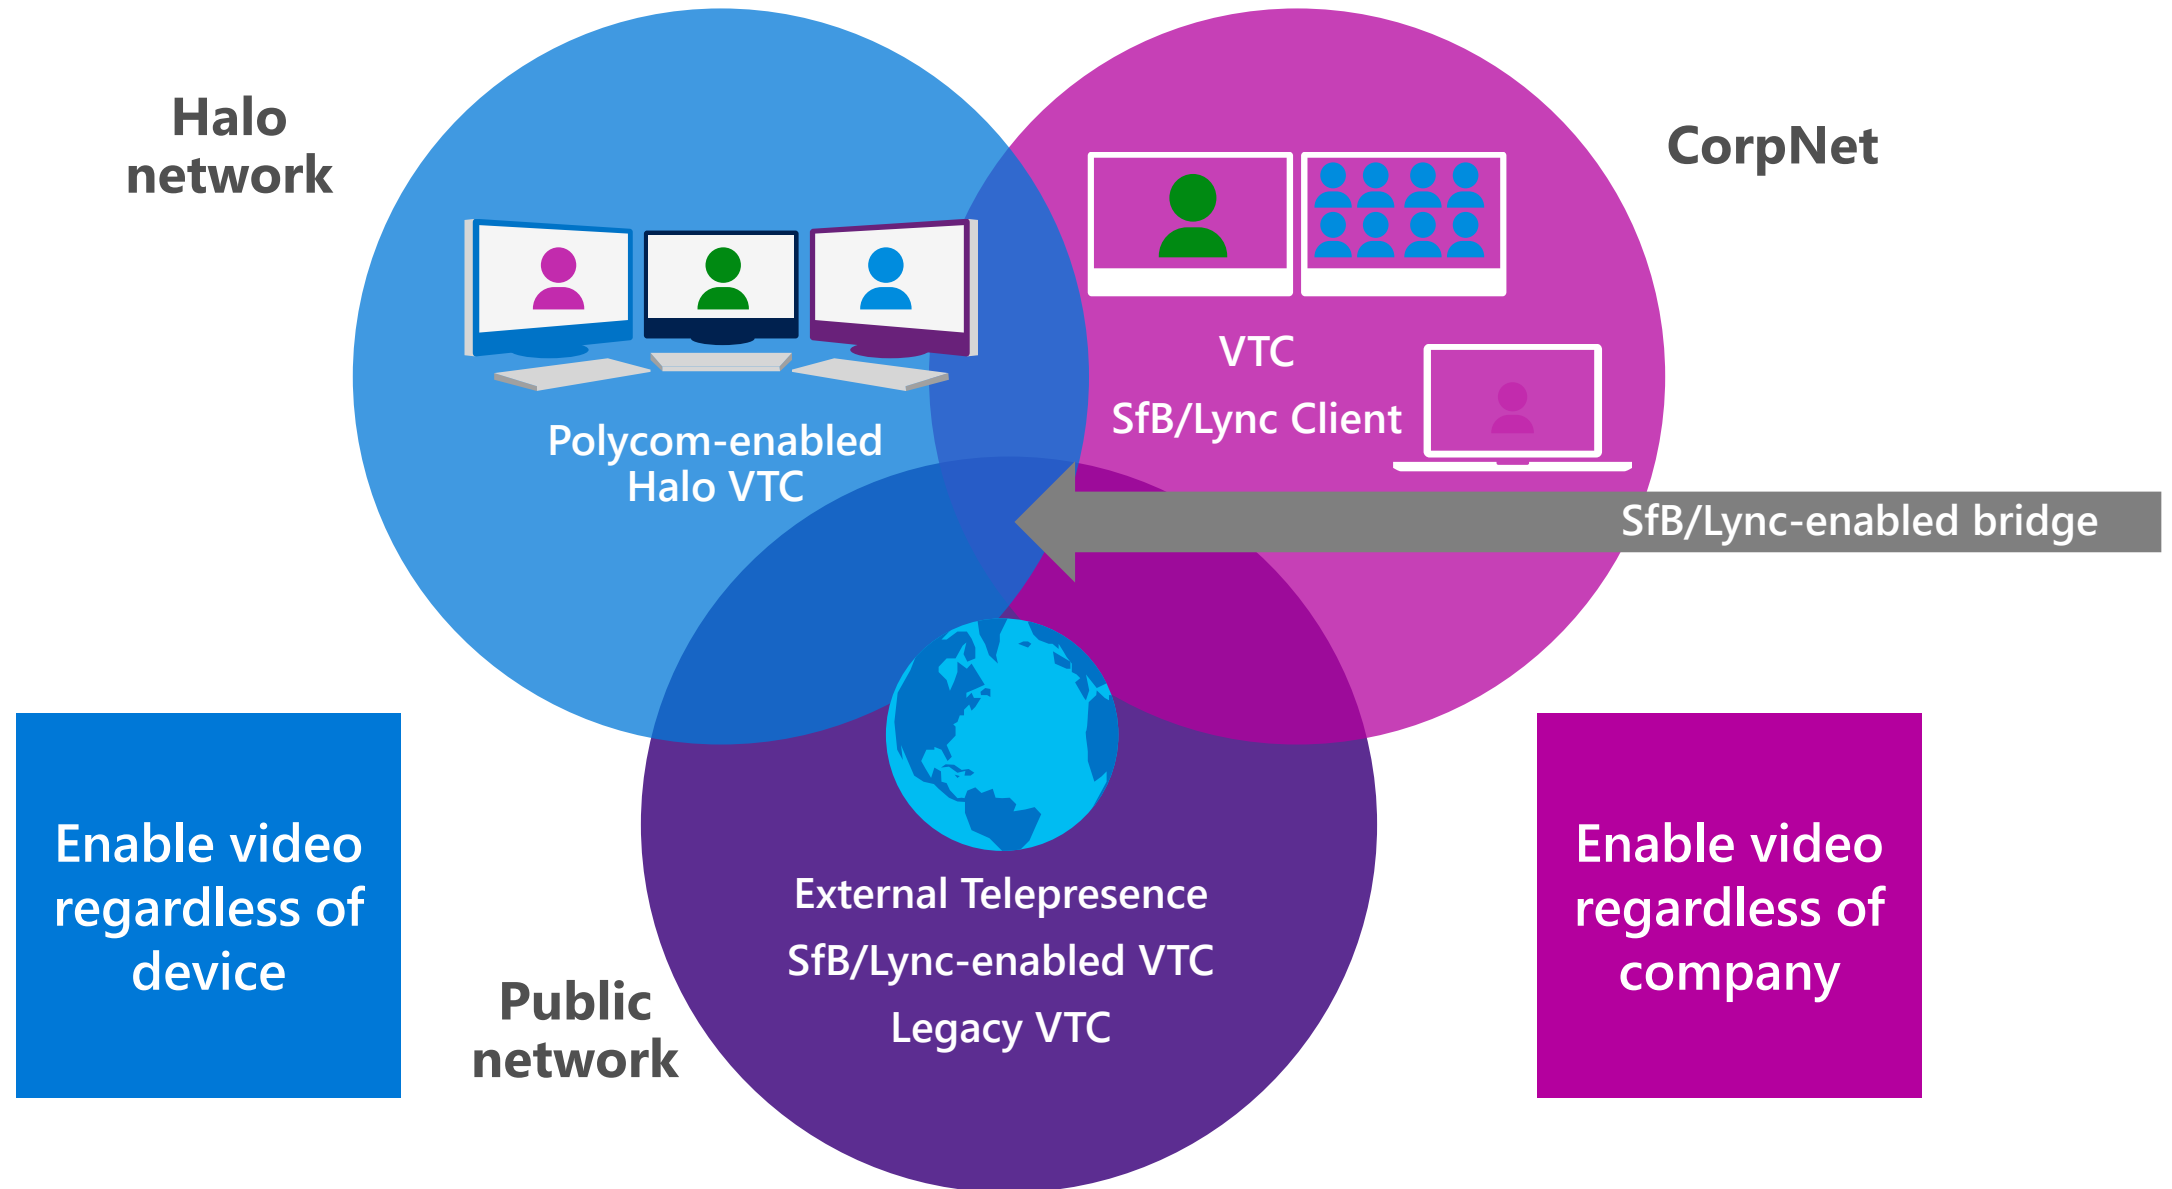 Halo
network
CorpNet
VTC
SfB/Lync Client
Polycom-enabled
Halo VTC
SfB/Lync-enabled bridge
Enable video
regardless of
device
External Telepresence
SfB/Lync-enabled VTC
Legacy VTC
Public
network
Enable video
regardless of
company